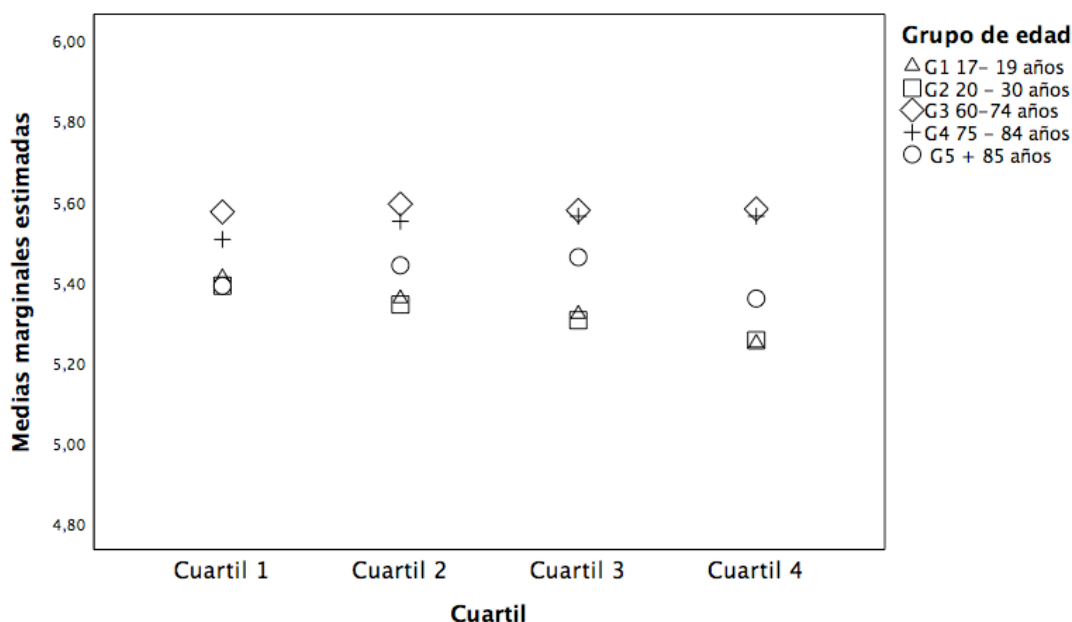 6,00
5,80
5,60
5,40
5,20
5,00
4,80
Medias marginales estimadas
Cuartil 1 Cuartil 2 Cuartil 3 Cuartil 4
Cuartil
Grupo de edad
G1 17– 19 años
G2 20 – 30 años
G3 60–74 años
G4 75 – 84 años
G5 + 85 años